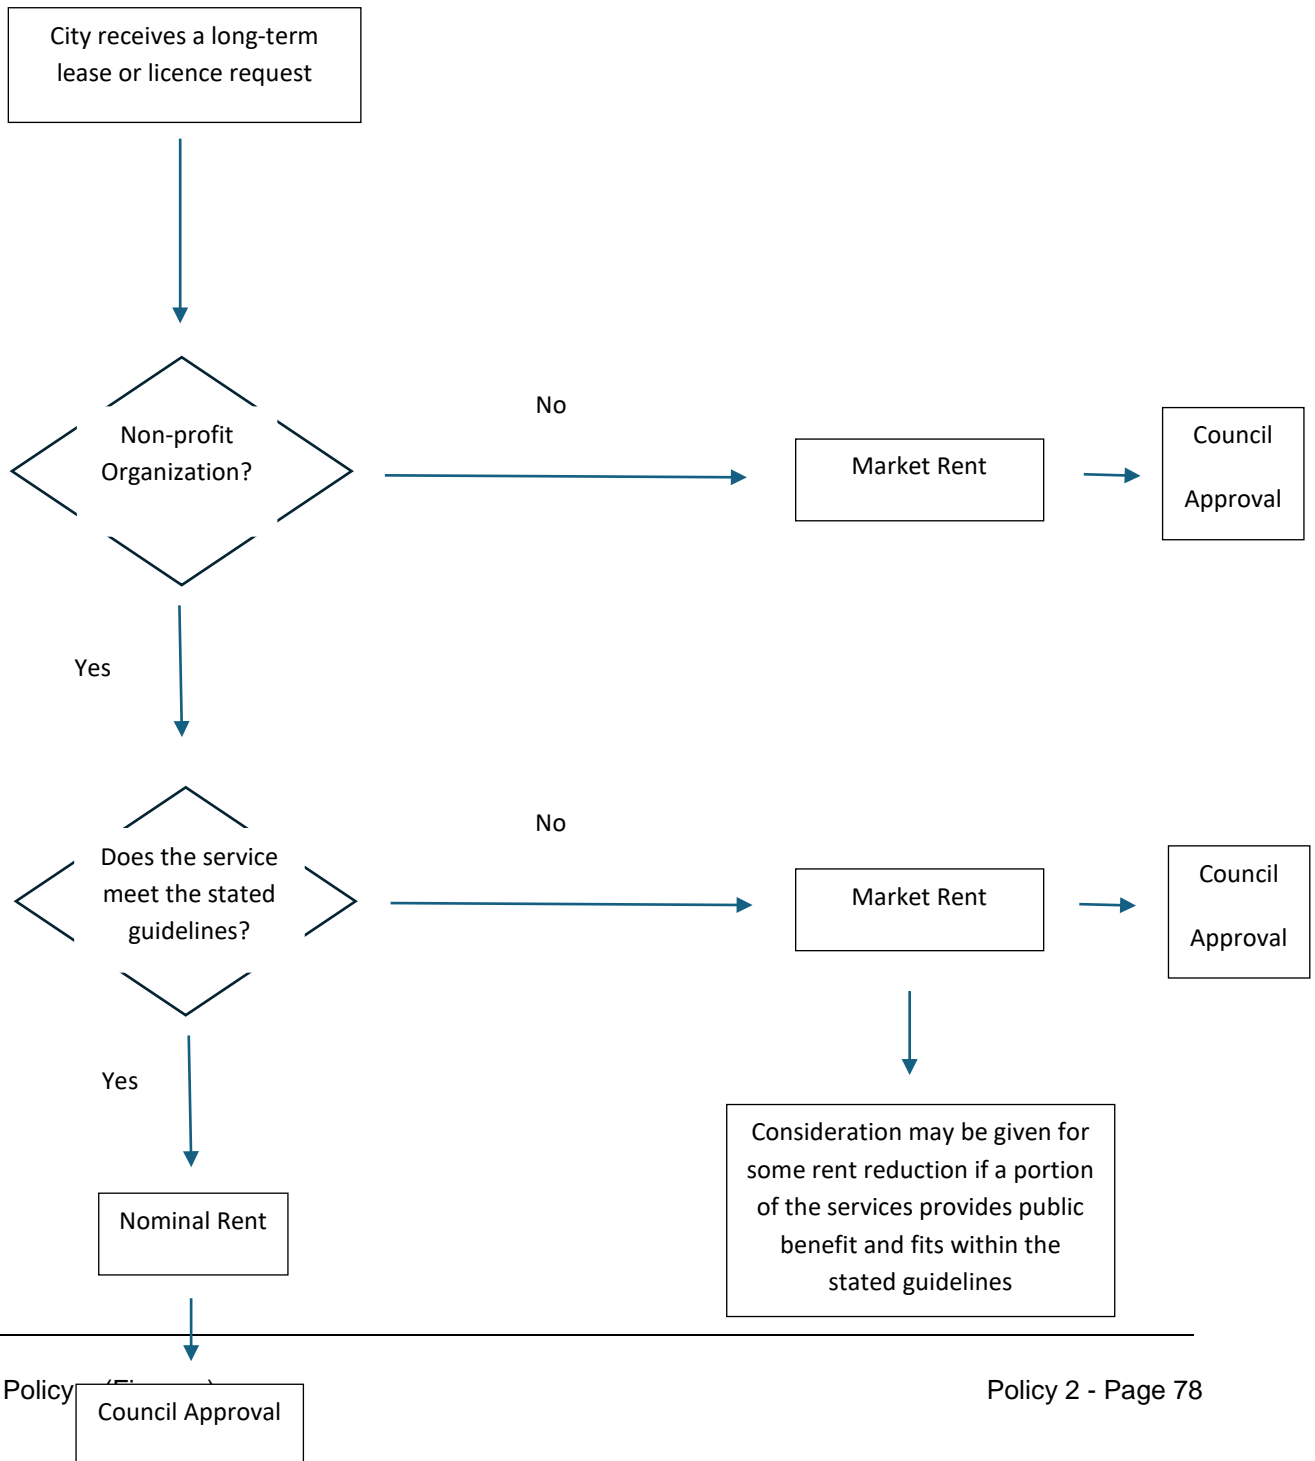 City receives a long-term
lease or licence request
No
Non-profit
Organization?
Market Rent
Council
Approval
Yes
No
Does the service
meet the stated
guidelines?
Market Rent
Council
Approval
Yes
Consideration may be given for
some rent reduction if a portion
of the services provides public
benefit and fits within the
stated guidelines
Nominal Rent
Policy
Policy 2 - Page 78
Council Approval